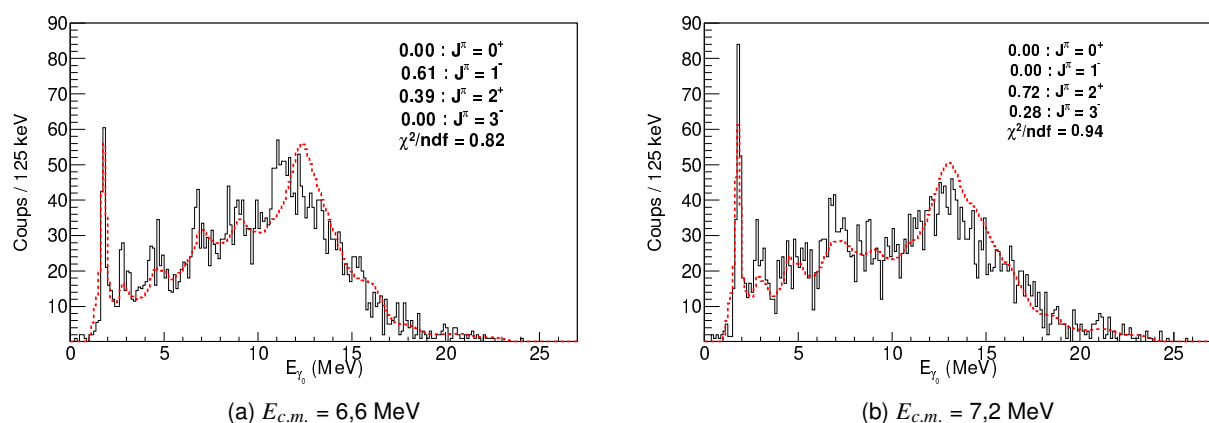 90
80
70
60
50
40
30
20
10
Coups / 125 keV
0.00 : J^π = 0^+
0.61 : J^π = 1^-
0.39 : J^π = 2^+
0.00 : J^π = 3^-
χ²/ndf = 0.82
0 5 10 15 20 25
E_γ₀ (MeV)
(a) E_c.m. = 6,6 MeV
90
80
70
60
50
40
30
20
10
Coups / 125 keV
0.00 : J^π = 0^+
0.00 : J^π = 1^-
0.72 : J^π = 2^+
0.28 : J^π = 3^-
χ²/ndf = 0.94
0 5 10 15 20 25
E_γ₀ (MeV)
(b) E_c.m. = 7,2 MeV